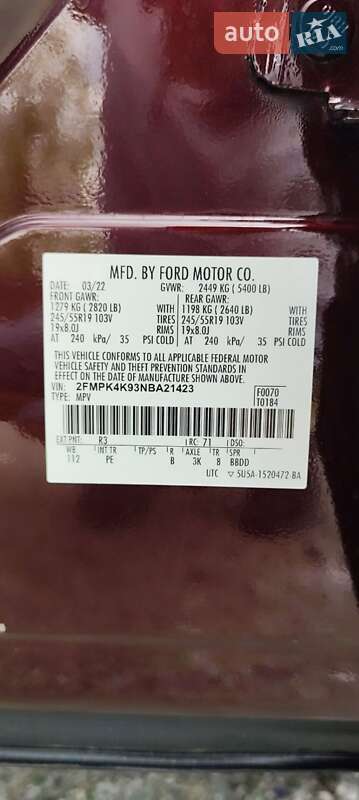 auto RIA.com
MFD. BY FORD MOTOR CO.
DATE: 03/22 GVWR: 2449 KG ( 5400 LB)
FRONT GAWR: REAR GAWR:
1279 KG ( 2820 LB) WITH 1198 KG ( 2640 LB) WITH
245/55R19 103V TIRES 245/55R19 103V TIRES
19x8.0J RIMS 19x8.0J RIMS
AT 240 kPa/ 35 PSI COLD AT 240 kPa/ 35 PSI COLD
THIS VEHICLE CONFORMS TO ALL APPLICABLE FEDERAL MOTOR
VEHICLE SAFETY AND THEFT PREVENTION STANDARDS IN EFFECT
ON THE DATE OF MANUFACTURE SHOWN ABOVE.
VIN: 2FMPK4K93NBA21423 F0070
TYPE: MPV T0184
EXT PNT: R3 RC: 71 DSO:
WB INT TR TP/PS R AXLE TR SPR
112 PE B 3K B BBDD
UTC 5U5A-1520472-BA